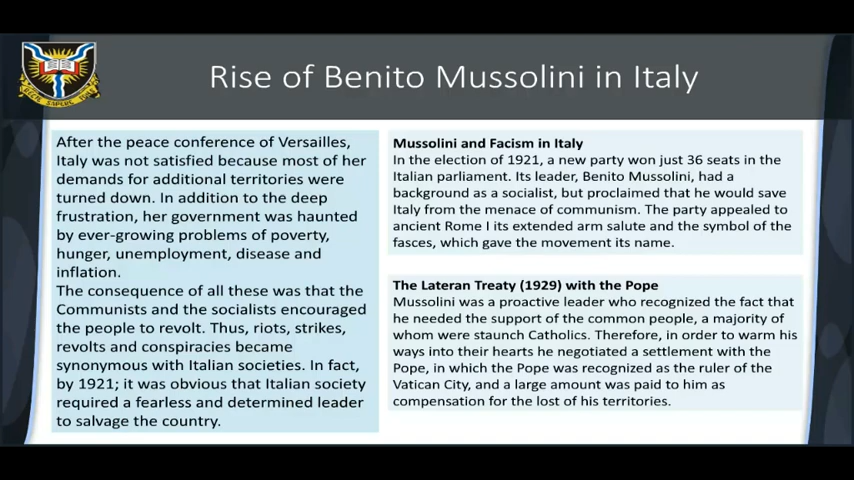 Rise of Benito Mussolini in Italy
After the peace conference of Versailles,
Italy was not satisfied because most of her
demands for additional territories were
turned down. In addition to the deep
frustration, her government was haunted
by ever-growing problems of poverty,
hunger, unemployment, disease and
inflation.
The consequence of all these was that the
Communists and the socialists encouraged
the people to revolt. Thus, riots, strikes,
revolts and conspiracies became
synonymous with Italian societies. In fact,
by 1921; it was obvious that Italian society
required a fearless and determined leader
to salvage the country.
Mussolini and Facism in Italy
In the election of 1921, a new party won just 36 seats in the
Italian parliament. Its leader, Benito Mussolini, had a
background as a socialist, but proclaimed that he would save
Italy from the menace of communism. The party appealed to
ancient Rome I its extended arm salute and the symbol of the
fasces, which gave the movement its name.
The Lateran Treaty (1929) with the Pope
Mussolini was a proactive leader who recognized the fact that
he needed the support of the common people, a majority of
whom were staunch Catholics. Therefore, in order to warm his
ways into their hearts he negotiated a settlement with the
Pope, in which the Pope was recognized as the ruler of the
Vatican City, and a large amount was paid to him as
compensation for the lost of his territories.